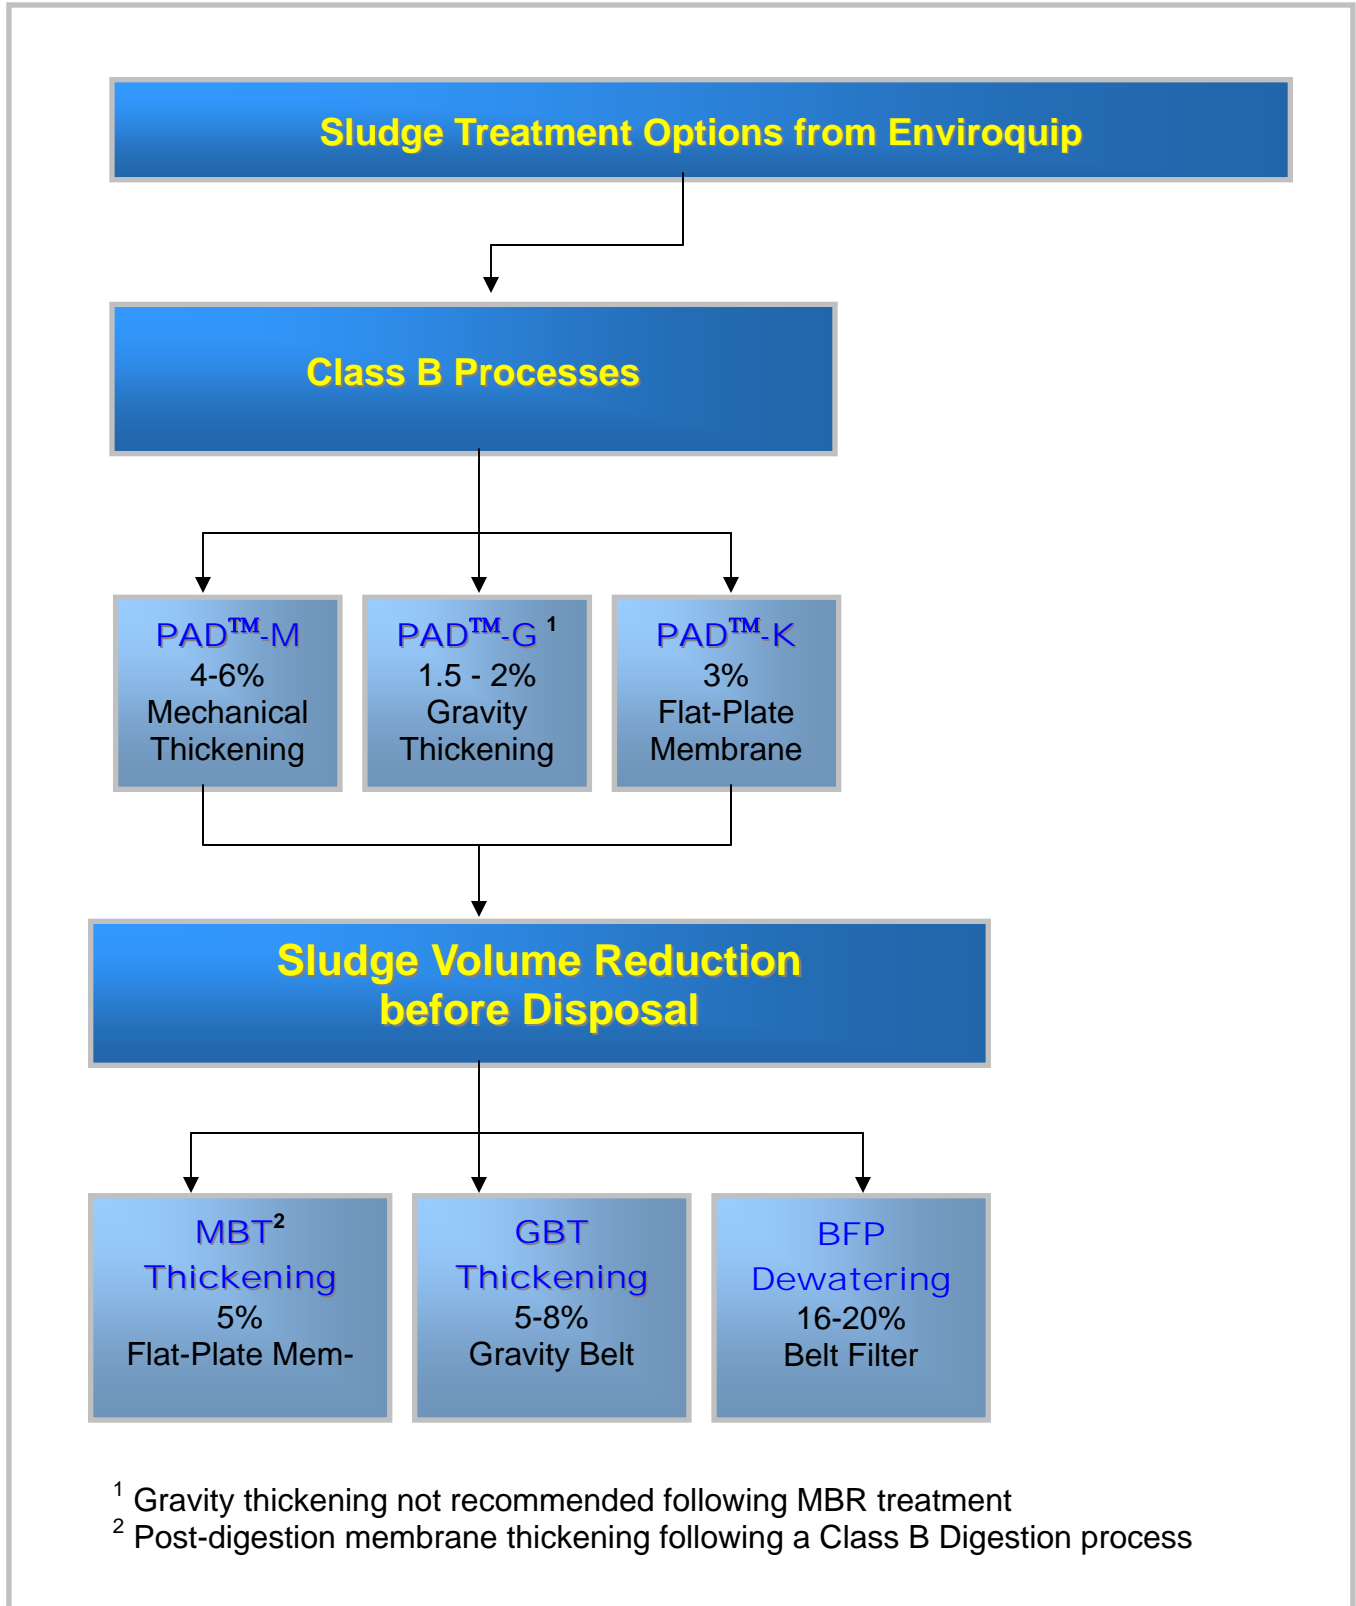 Sludge Treatment Options from Enviroquip
Class B Processes
PAD™-M
4-6%
Mechanical
Thickening
PAD™-G ¹
1.5 - 2%
Gravity
Thickening
PAD™-K
3%
Flat-Plate
Membrane
Sludge Volume Reduction
before Disposal
MBT²
Thickening
5%
Flat-Plate Mem-
GBT
Thickening
5-8%
Gravity Belt
BFP
Dewatering
16-20%
Belt Filter
¹ Gravity thickening not recommended following MBR treatment
² Post-digestion membrane thickening following a Class B Digestion process